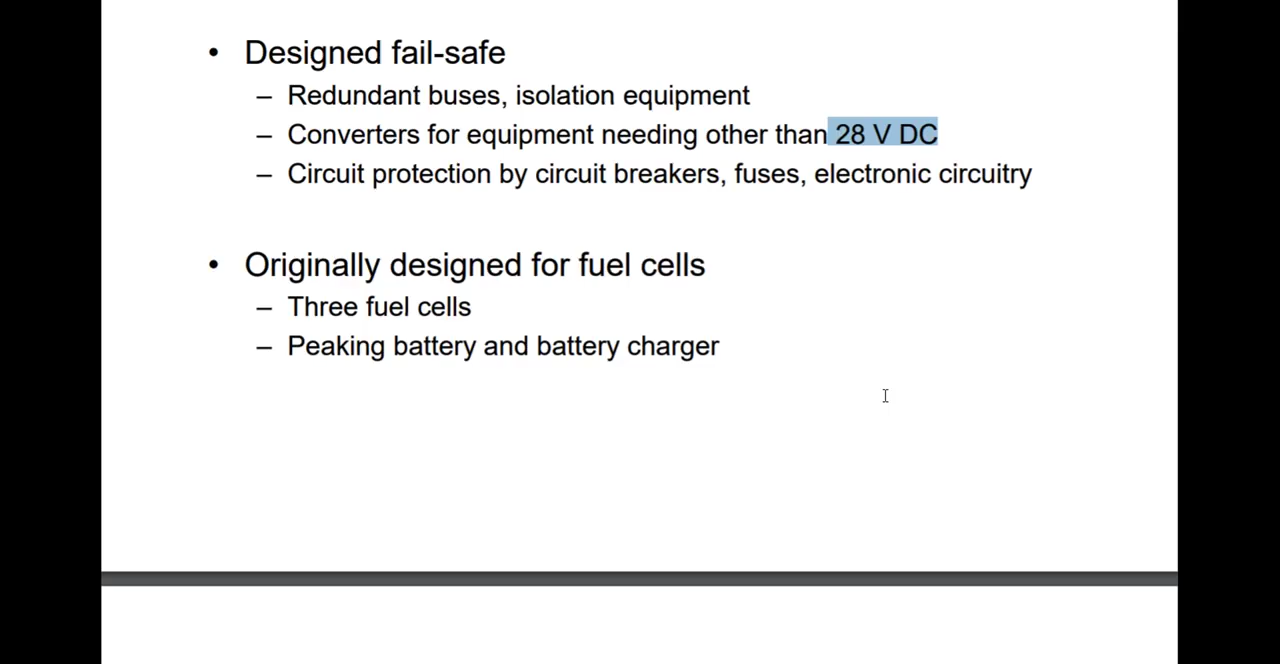 • Designed fail-safe
– Redundant buses, isolation equipment
– Converters for equipment needing other than 28 V DC
– Circuit protection by circuit breakers, fuses, electronic circuitry
• Originally designed for fuel cells
– Three fuel cells
– Peaking battery and battery charger